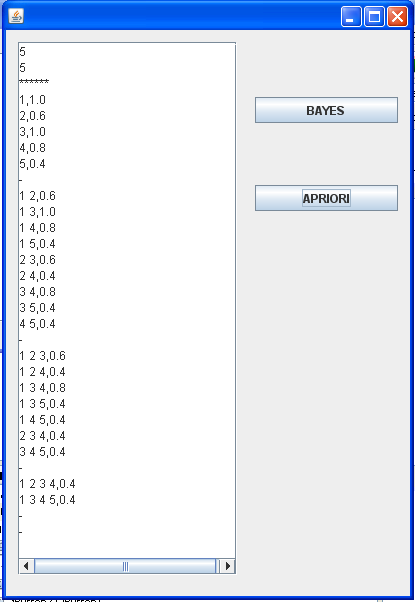 5
5
******
1,1.0
2,0.6
3,1.0
4,0.8
5,0.4
-
1 2,0.6
1 3,1.0
1 4,0.8
1 5,0.4
2 3,0.6
2 4,0.4
3 4,0.8
3 5,0.4
4 5,0.4
-
1 2 3,0.6
1 2 4,0.4
1 3 4,0.8
1 3 5,0.4
1 4 5,0.4
2 3 4,0.4
3 4 5,0.4
-
1 2 3 4,0.4
1 3 4 5,0.4
-
-
BAYES
APRIORI